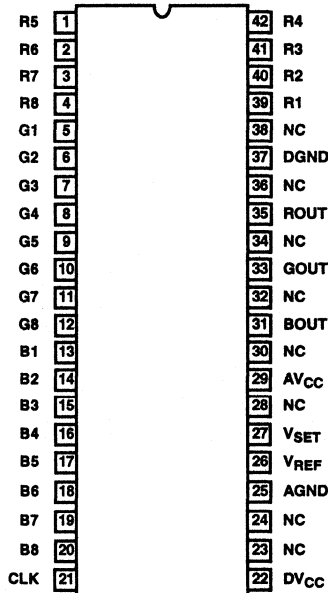 R5 1 42 R4
R6 2 41 R3
R7 3 40 R2
R8 4 39 R1
G1 5 38 NC
G2 6 37 DGND
G3 7 36 NC
G4 8 35 ROUT
G5 9 34 NC
G6 10 33 GOUT
G7 11 32 NC
G8 12 31 BOUT
B1 13 30 NC
B2 14 29 AVCC
B3 15 28 NC
B4 16 27 VSET
B5 17 26 VREF
B6 18 25 AGND
B7 19 24 NC
B8 20 23 NC
CLK 21 22 DVCC